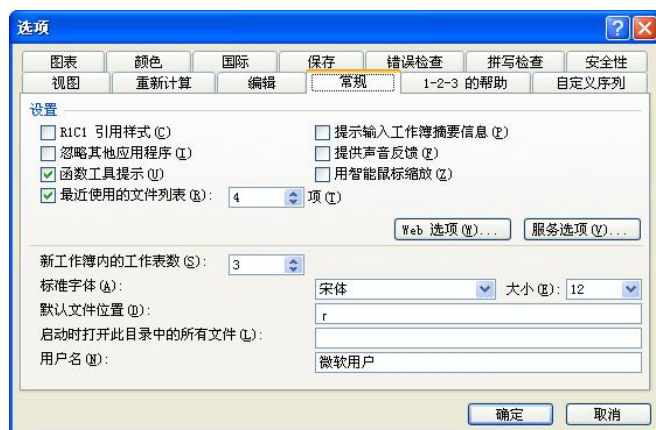 选项
图表 颜色 国际 保存 错误检查 拼写检查 安全性
视图 重新计算 编辑 常规 1-2-3 的帮助 自定义序列
设置
R1C1 引用样式(C) 提示输入工作簿摘要信息(P)
忽略其他应用程序(I) 提供声音反馈(F)
函数工具提示(U) 用智能鼠标缩放(Z)
最近使用的文件列表(R): 4 项(T)
Web 选项(W)... 服务选项(V)...
新工作簿内的工作表数(S): 3
标准字体(A): 宋体 大小(E): 12
默认文件位置(D): r
启动时打开此目录中的所有文件(L):
用户名(N): 微软用户
确定 取消